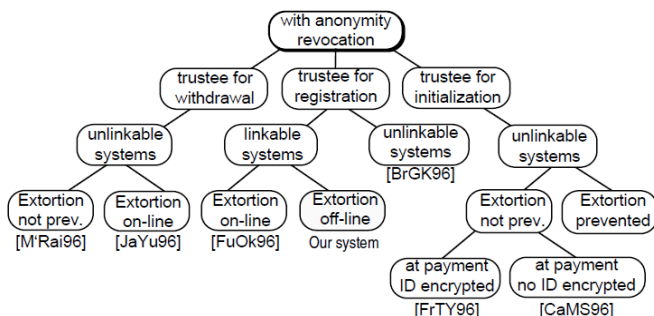 with anonymity
revocation
trustee for
withdrawal
trustee for
registration
trustee for
initialization
unlinkable
systems
linkable
systems
unlinkable
systems
[BrGK96]
unlinkable
systems
Extortion
not prev.
[M'Rai96]
Extortion
on-line
[JaYu96]
Extortion
on-line
[FuOk96]
Extortion
off-line
Our system
Extortion
not prev.
Extortion
prevented
at payment
ID encrypted
[FrTY96]
at payment
no ID encrypted
[CaMS96]